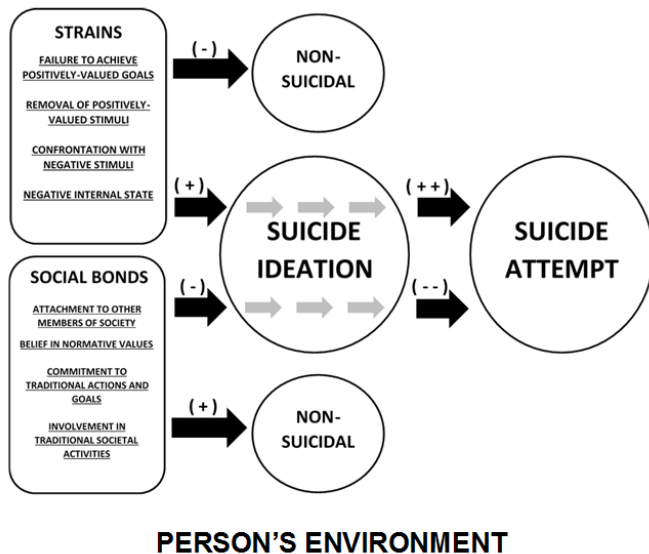 STRAINS
FAILURE TO ACHIEVE
POSITIVELY-VALUED GOALS
REMOVAL OF POSITIVELY-
VALUED STIMULI
CONFRONTATION WITH
NEGATIVE STIMULI
NEGATIVE INTERNAL STATE
(-)
NON-
SUICIDAL
(+)
SUICIDE
IDEATION
(++)
SUICIDE
ATTEMPT
SOCIAL BONDS
ATTACHMENT TO OTHER
MEMBERS OF SOCIETY
BELIEF IN NORMATIVE VALUES
COMMITMENT TO
TRADITIONAL ACTIONS AND
GOALS
INVOLVEMENT IN
TRADITIONAL SOCIETAL
ACTIVITIES
(-)
(--)
(+)
NON-
SUICIDAL
PERSON'S ENVIRONMENT